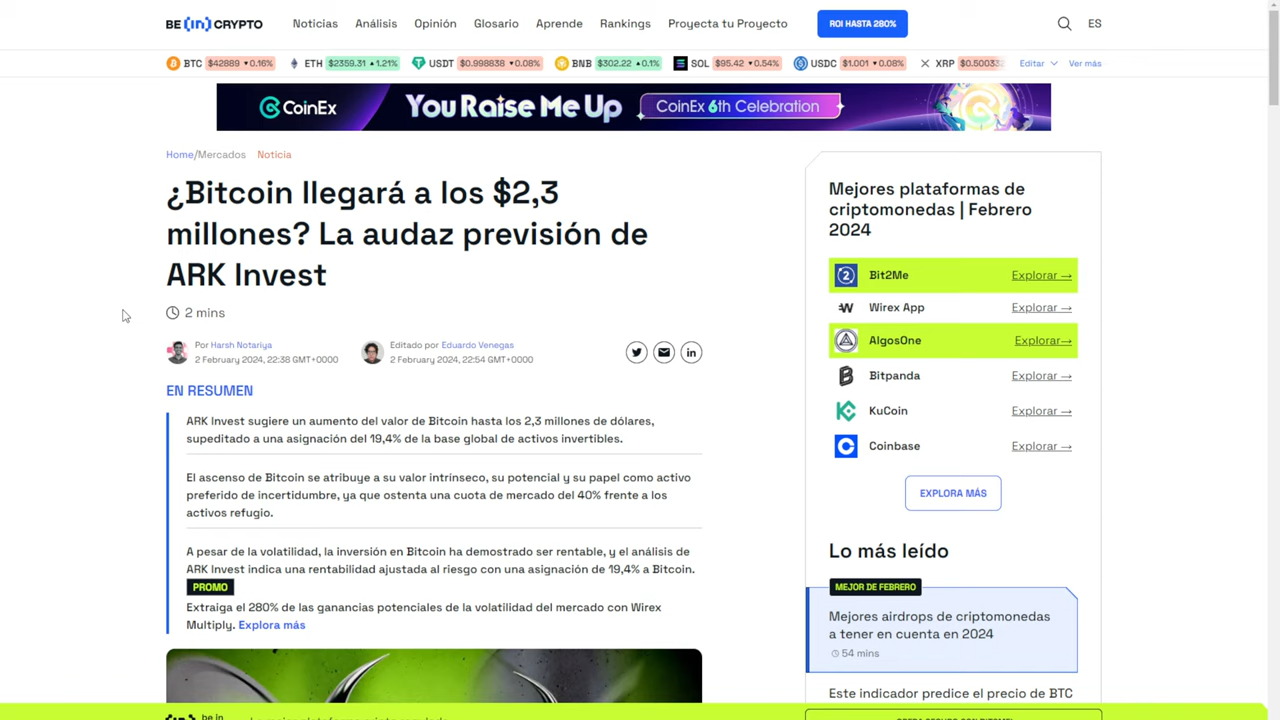 BE [in] CRYPTO
Noticias Análisis Opinión Glosario Aprende Rankings Proyecta tu Proyecto ROI HASTA 280% ES
BTC $42889 ▾0.16% ETH $2359.31 ▴1.21% USDT $0.998638 ▾0.08% BNB $302.22 ▴0.1% SOL $95.42 ▾0.54% USDC $1.001 ▾0.08% XRP Editar Ver más
CoinEx You Raise Me Up CoinEx 6th Celebration
Home/Mercados Noticia
¿Bitcoin llegará a los $2,3
millones? La audaz previsión de
ARK Invest
2 mins
Por Harsh Notariya
2 February 2024, 22:38 GMT+0000
Editado por Eduardo Venegas
2 February 2024, 22:54 GMT+0000
EN RESUMEN
ARK Invest sugiere un aumento del valor de Bitcoin hasta los 2,3 millones de dólares,
supeditado a una asignación del 19,4% de la base global de activos invertibles.
El ascenso de Bitcoin se atribuye a su valor intrínseco, su potencial y su papel como activo
preferido de incertidumbre, ya que ostenta una cuota de mercado del 40% frente a los
activos refugio.
A pesar de la volatilidad, la inversión en Bitcoin ha demostrado ser rentable, y el análisis de
ARK Invest indica una rentabilidad ajustada al riesgo con una asignación de 19,4% a Bitcoin.
PROMO
Extraiga el 280% de las ganancias potenciales de la volatilidad del mercado con Wirex
Multiply. Explora más
Mejores plataformas de
criptomonedas | Febrero
2024
Bit2Me Explorar →
Wirex App Explorar →
AlgosOne Explorar→
Bitpanda Explorar →
KuCoin Explorar →
Coinbase Explorar →
EXPLORA MÁS
Lo más leído
MEJOR DE FEBRERO
Mejores airdrops de criptomonedas
a tener en cuenta en 2024
54 mins
Este indicador predice el precio de BTC
be in